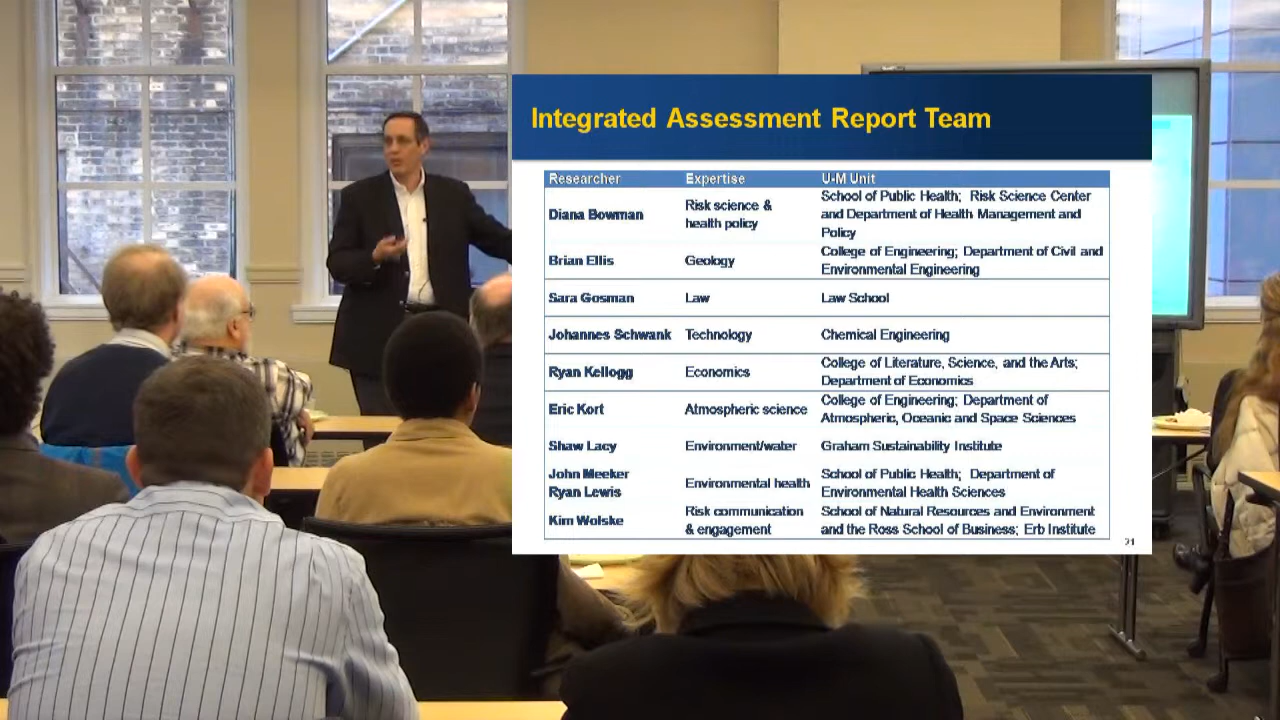 Integrated Assessment Report Team
Researcher Expertise U-M Unit
Diana Bowman Risk science & health policy School of Public Health; Risk Science Center and Department of Health Management and Policy
Brian Ellis Geology College of Engineering; Department of Civil and Environmental Engineering
Sara Gosman Law Law School
Johannes Schwank Technology Chemical Engineering
Ryan Kellogg Economics College of Literature, Science, and the Arts; Department of Economics
Eric Kort Atmospheric science College of Engineering; Department of Atmospheric, Oceanic and Space Sciences
Shaw Lacy Environment/water Graham Sustainability Institute
John Meeker Ryan Lewis Environmental health School of Public Health; Department of Environmental Health Sciences
Kim Wolske Risk communication & engagement School of Natural Resources and Environment and the Ross School of Business; Erb Institute
21